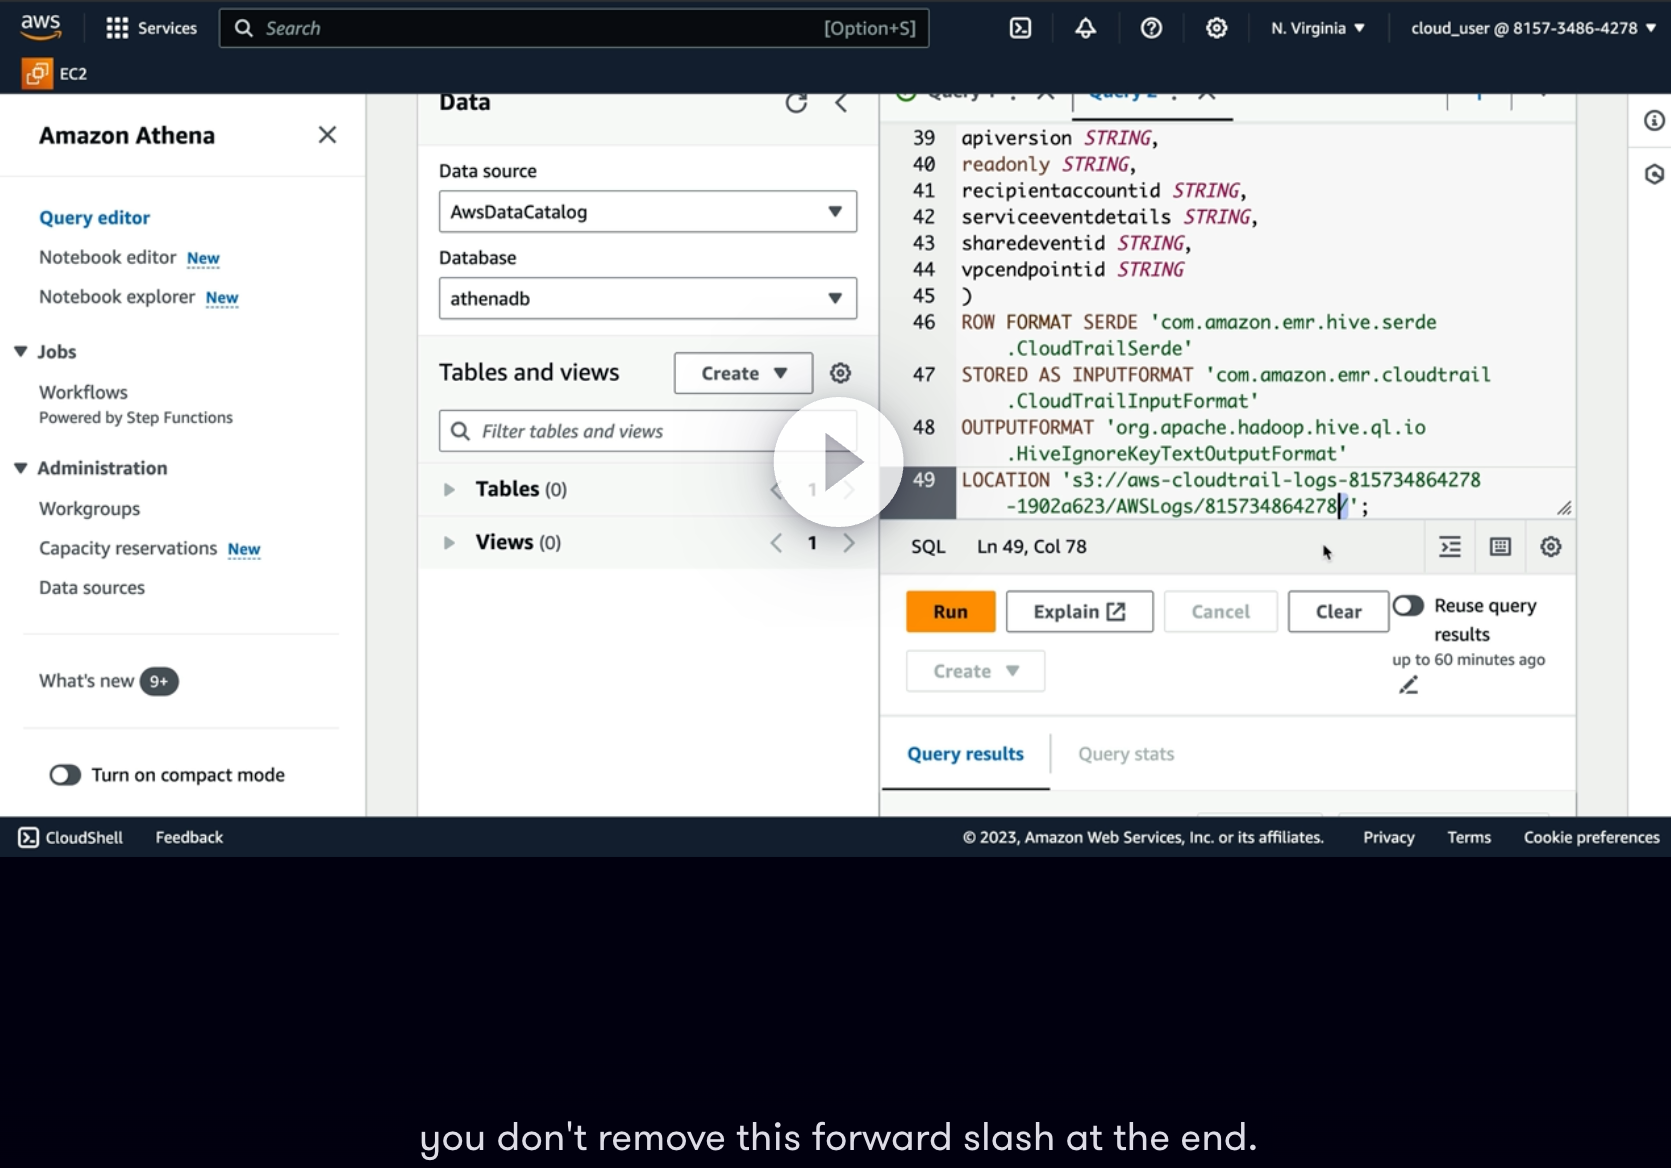 aws
Services
Search
[Option+S]
N. Virginia
cloud_user @ 8157-3486-4278
EC2
Amazon Athena
Query editor
Notebook editor New
Notebook explorer New
Jobs
Workflows
Powered by Step Functions
Administration
Workgroups
Capacity reservations New
Data sources
What's new 9+
Turn on compact mode
Data
Data source
AwsDataCatalog
Database
athenadb
Tables and views
Create
Filter tables and views
Tables (0)
1
Views (0)
1
Query 1
Query 2
39 apiversion STRING,
40 readonly STRING,
41 recipientaccountid STRING,
42 serviceeventdetails STRING,
43 sharedeventid STRING,
44 vpcendpointid STRING
45 )
46 ROW FORMAT SERDE 'com.amazon.emr.hive.serde
.CloudTrailSerde'
47 STORED AS INPUTFORMAT 'com.amazon.emr.cloudtrail
.CloudTrailInputFormat'
48 OUTPUTFORMAT 'org.apache.hadoop.hive.ql.io
.HiveIgnoreKeyTextOutputFormat'
49 LOCATION 's3://aws-cloudtrail-logs-815734864278
-1902a623/AWSLogs/815734864278/';
SQL
Ln 49, Col 78
Run
Explain
Cancel
Clear
Reuse query
results
up to 60 minutes ago
Create
Query results
Query stats
CloudShell
Feedback
© 2023, Amazon Web Services, Inc. or its affiliates.
Privacy
Terms
Cookie preferences
you don't remove this forward slash at the end.